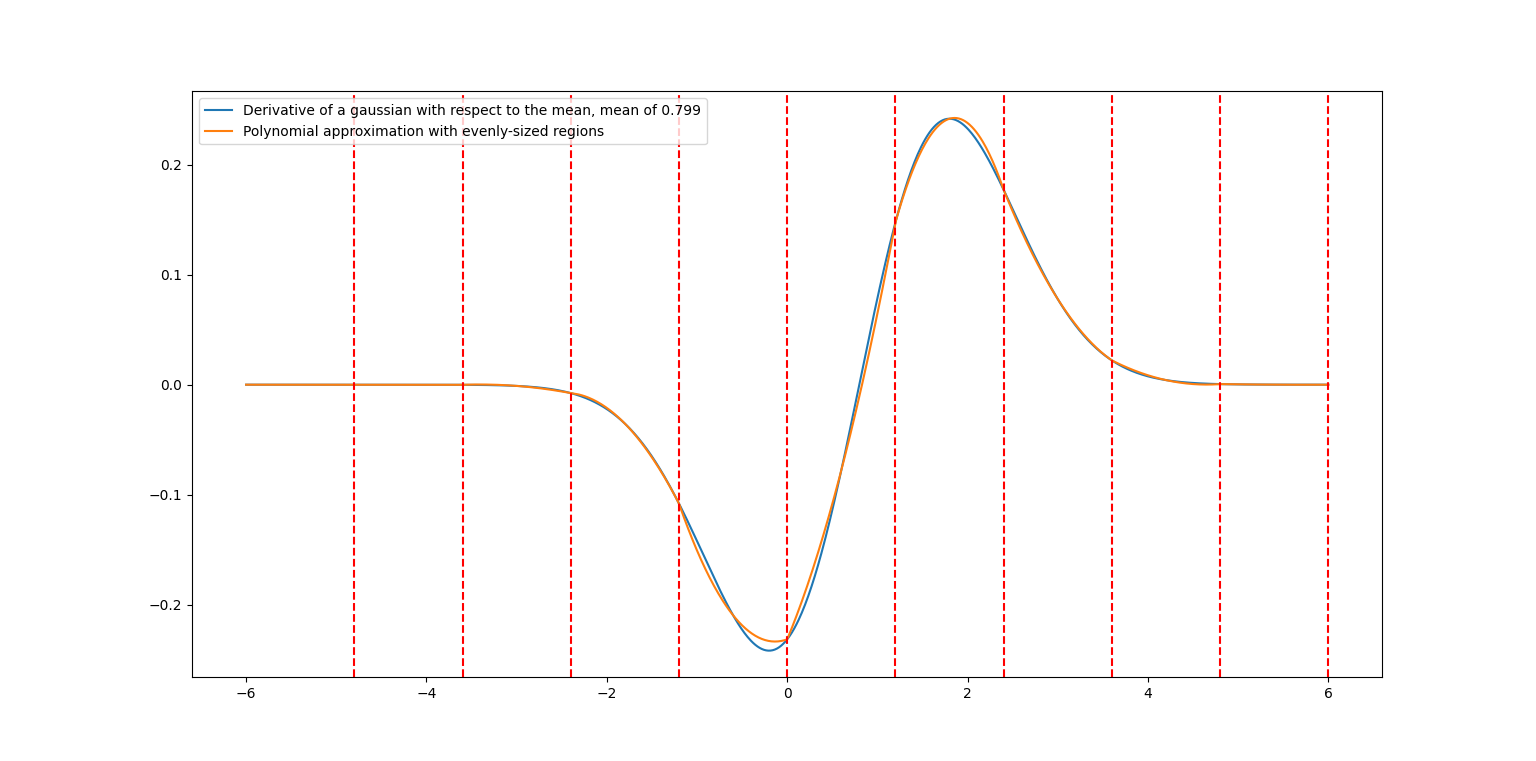 Derivative of a gaussian with respect to the mean, mean of 0.799
Polynomial approximation with evenly-sized regions
0.2
0.1
0.0
−0.1
−0.2
−6 −4 −2 0 2 4 6